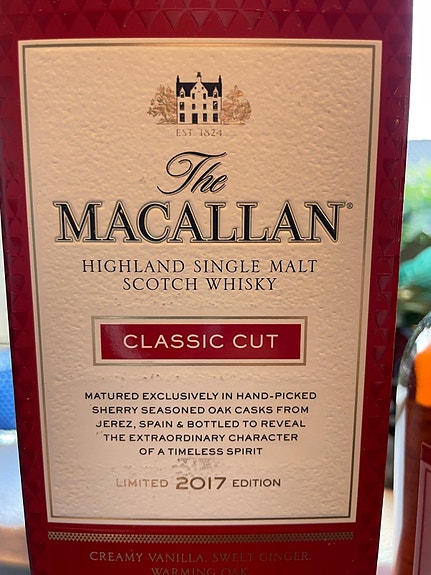 EST. 1824
The
MACALLAN®
HIGHLAND SINGLE MALT
SCOTCH WHISKY
CLASSIC CUT
MATURED EXCLUSIVELY IN HAND-PICKED
SHERRY SEASONED OAK CASKS FROM
JEREZ, SPAIN & BOTTLED TO REVEAL
THE EXTRAORDINARY CHARACTER
OF A TIMELESS SPIRIT
LIMITED 2017 EDITION
CREAMY VANILLA, SWEET GINGER,
WARMING OAK